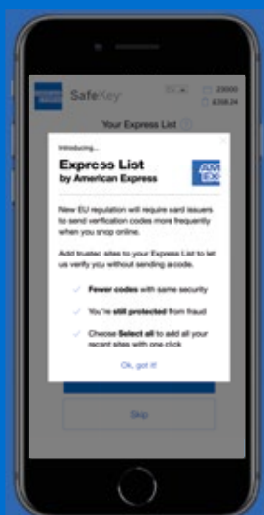 SafeKey
Your Express List
Introducing...
Express List
by American Express
AM
EX
New EU regulation will require card issuers
to send verification codes more frequently
when you shop online.
Add trusted sites to your Express List to let
us verify you without sending a code.
Fewer codes with same security
You're still protected from fraud
Choose Select all to add all your
recent sites with one click
Ok, got it!
Skip